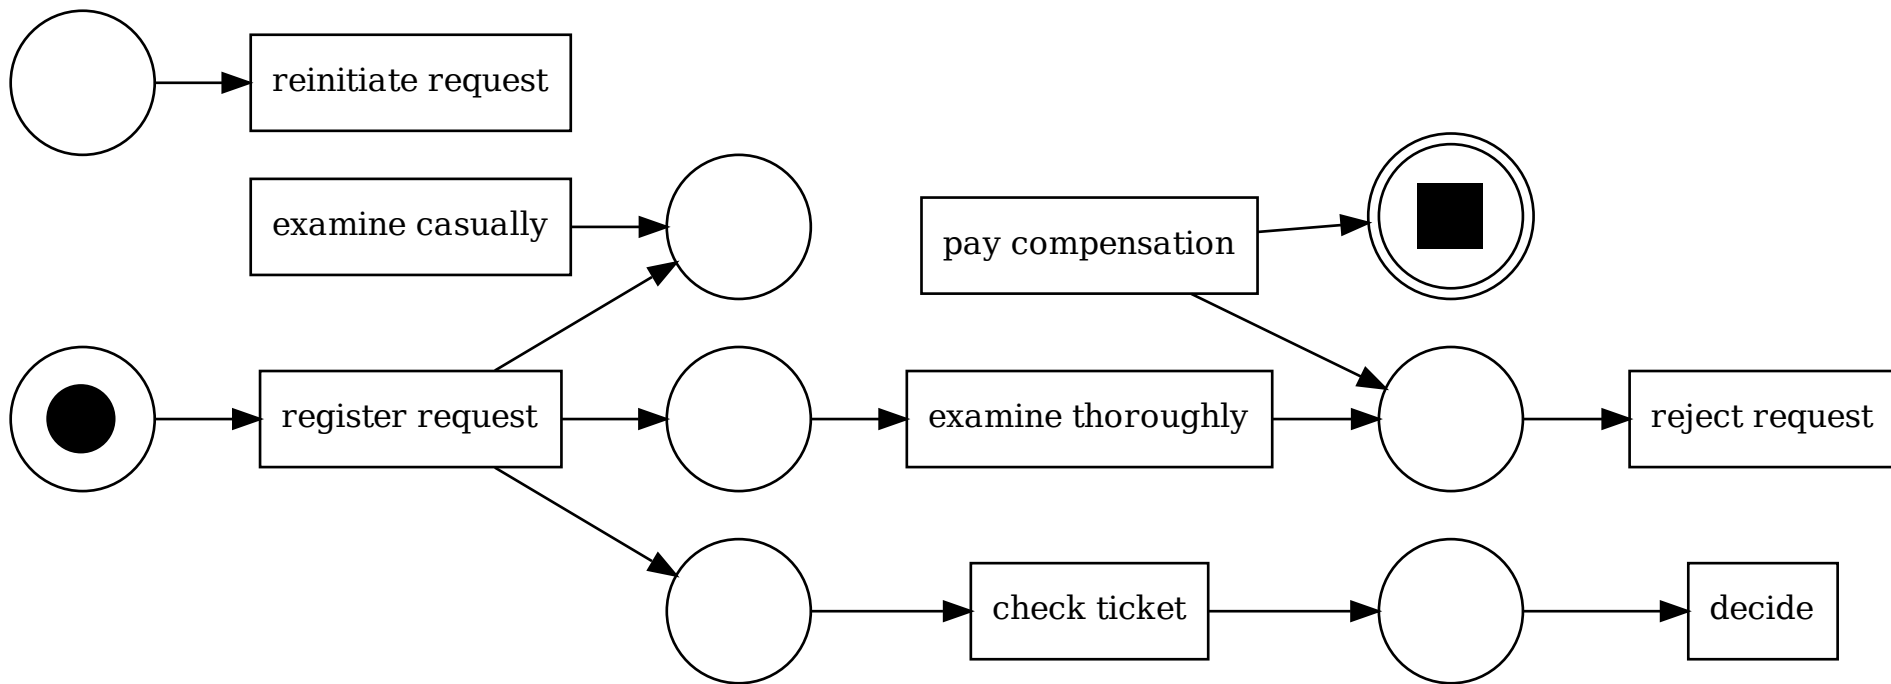 reinitiate request
examine casually
pay compensation
register request
examine thoroughly
reject request
check ticket
decide